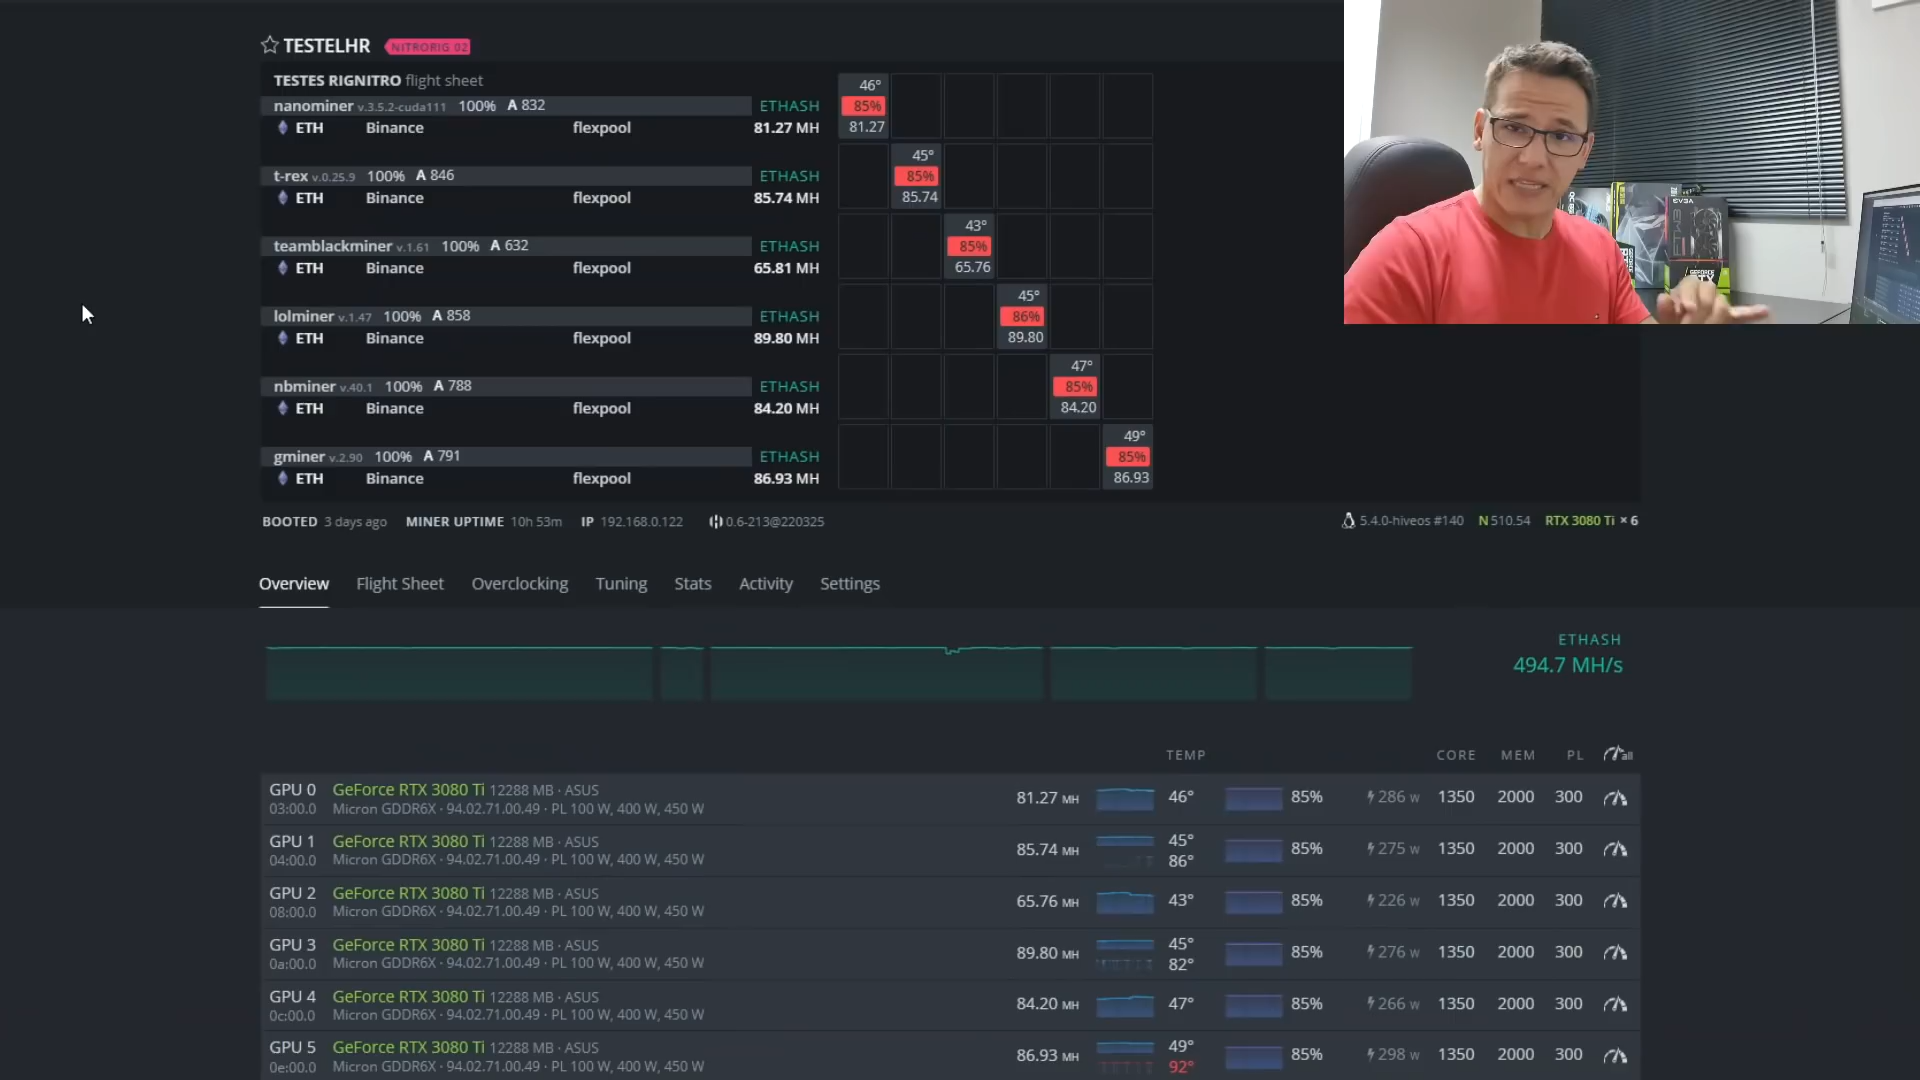 TESTELHR NITRORIG 02
TESTES RIGNITRO flight sheet
nanominer v.3.5.2-cuda111 100% A 832 ETHASH
ETH Binance flexpool 81.27 MH
46°
85%
81.27
t-rex v.0.25.9 100% A 846 ETHASH
ETH Binance flexpool 85.74 MH
45°
85%
85.74
teamblackminer v.1.61 100% A 632 ETHASH
ETH Binance flexpool 65.81 MH
43°
85%
65.76
lolminer v.1.47 100% A 858 ETHASH
ETH Binance flexpool 89.80 MH
45°
86%
89.80
nbminer v.40.1 100% A 788 ETHASH
ETH Binance flexpool 84.20 MH
47°
85%
84.20
gminer v.2.90 100% A 791 ETHASH
ETH Binance flexpool 86.93 MH
49°
85%
86.93
BOOTED 3 days ago MINER UPTIME 10h 53m IP 192.168.0.122 0.6-213@220325 5.4.0-hiveos #140 N 510.54 RTX 3080 Ti × 6
Overview Flight Sheet Overclocking Tuning Stats Activity Settings
ETHASH
494.7 MH/s
TEMP CORE MEM PL all
GPU 0 GeForce RTX 3080 Ti 12288 MB · ASUS 81.27 MH 46° 85% 286 W 1350 2000 300
03:00.0 Micron GDDR6X · 94.02.71.00.49 · PL 100 W, 400 W, 450 W
GPU 1 GeForce RTX 3080 Ti 12288 MB · ASUS 85.74 MH 45° 85% 275 W 1350 2000 300
04:00.0 Micron GDDR6X · 94.02.71.00.49 · PL 100 W, 400 W, 450 W 86°
GPU 2 GeForce RTX 3080 Ti 12288 MB · ASUS 65.76 MH 43° 85% 226 W 1350 2000 300
08:00.0 Micron GDDR6X · 94.02.71.00.49 · PL 100 W, 400 W, 450 W
GPU 3 GeForce RTX 3080 Ti 12288 MB · ASUS 89.80 MH 45° 85% 276 W 1350 2000 300
0a:00.0 Micron GDDR6X · 94.02.71.00.49 · PL 100 W, 400 W, 450 W 82°
GPU 4 GeForce RTX 3080 Ti 12288 MB · ASUS 84.20 MH 47° 85% 266 W 1350 2000 300
0c:00.0 Micron GDDR6X · 94.02.71.00.49 · PL 100 W, 400 W, 450 W
GPU 5 GeForce RTX 3080 Ti 12288 MB · ASUS 86.93 MH 49° 85% 298 W 1350 2000 300
0e:00.0 Micron GDDR6X · 94.02.71.00.49 · PL 100 W, 400 W, 450 W 92°